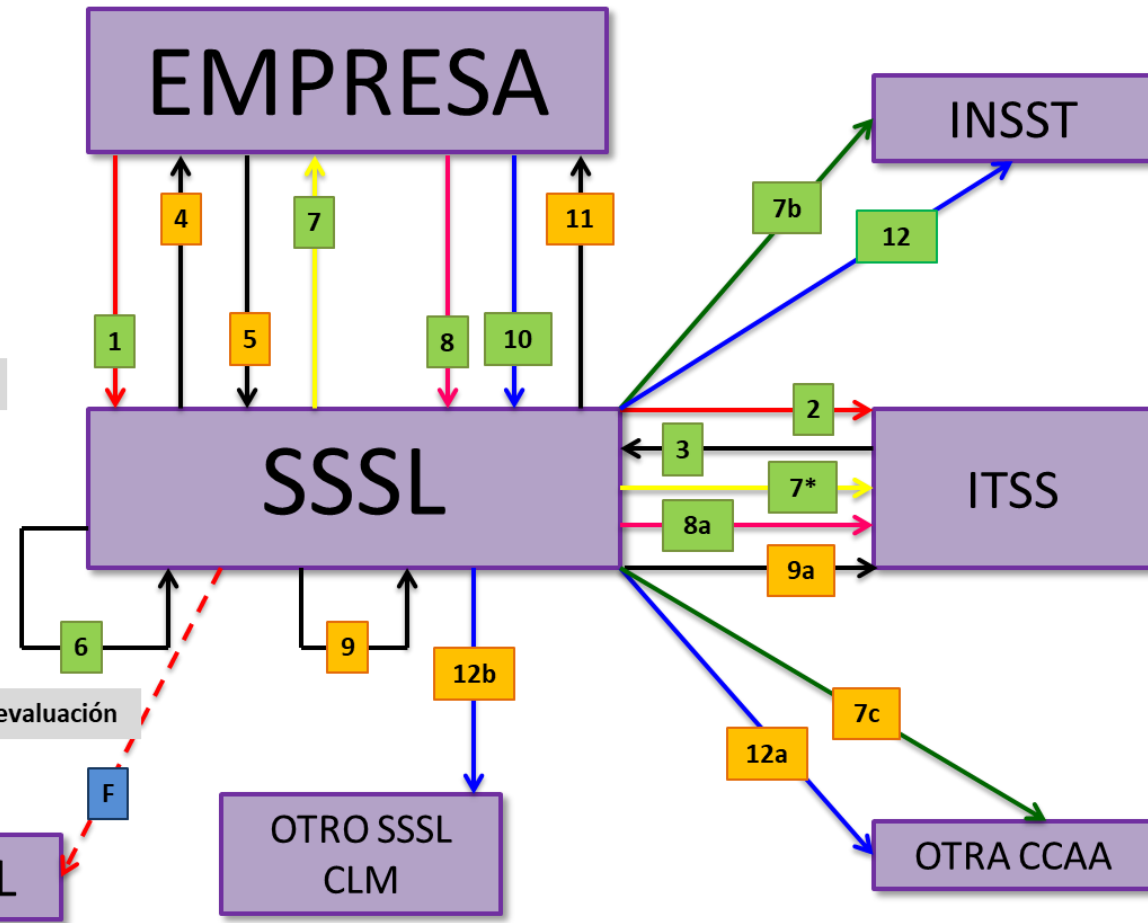 EMPRESA
INSST
7b
12
4
7
11
1
5
8
10
2
3
7*
8a
9a
SSSL
ITSS
6
9
12b
evaluación
7c
12a
F
OTRO SSSL
CLM
OTRA CCAA
L